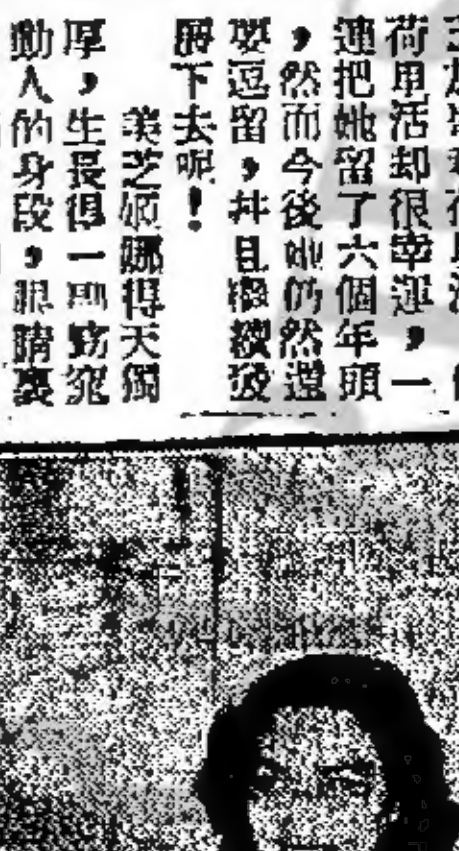 荷里活却很幸運，一
連把她留了六個年頭
，然而今後她仍然還
要逗留，并且繼續發
展下去呢！
美芝娜得天獨
厚，生長得一副窈窕
動人的身段，眼睛裏